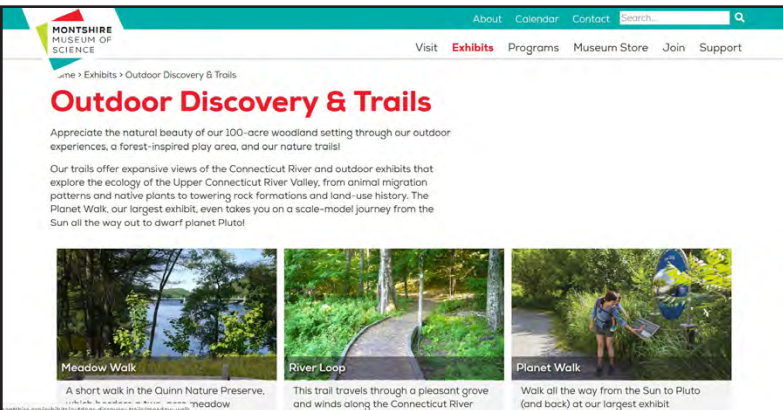 MONTSHIRE
MUSEUM OF
SCIENCE
About Calendar Contact Search...
Visit Exhibits Programs Museum Store Join Support
> Exhibits > Outdoor Discovery & Trails
Outdoor Discovery & Trails
Appreciate the natural beauty of our 100-acre woodland setting through our outdoor
experiences, a forest-inspired play area, and our nature trails!
Our trails offer expansive views of the Connecticut River and outdoor exhibits that
explore the ecology of the Upper Connecticut River Valley, from animal migration
patterns and native plants to towering rock formations and land-use history. The
Planet Walk, our largest exhibit, even takes you on a scale-model journey from the
Sun all the way out to dwarf planet Pluto!
Meadow Walk
A short walk in the Quinn Nature Preserve,
meadow
River Loop
This trail travels through a pleasant grove
and winds along the Connecticut River
Planet Walk
Walk all the way from the Sun to Pluto
(and back) at our largest exhibit